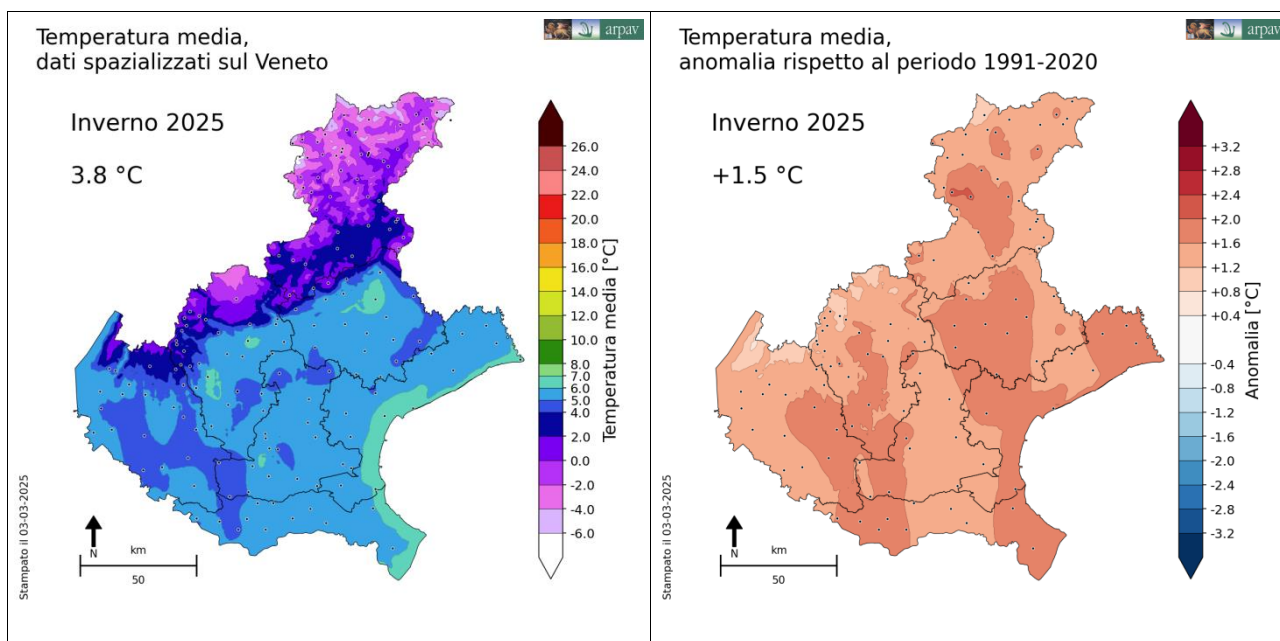 Temperatura media,
dati spazializzati sul Veneto
arpav
Inverno 2025
3.8 °C
26.0
24.0
22.0
20.0
18.0
16.0
14.0
12.0
10.0
8.0
7.0
6.0
5.0
4.0
2.0
0.0
-2.0
-4.0
-6.0
Temperatura media [°C]
N
km
50
Stampato il 03-03-2025
Temperatura media,
anomalia rispetto al periodo 1991-2020
arpav
Inverno 2025
+1.5 °C
+3.2
+2.8
+2.4
+2.0
+1.6
+1.2
+0.8
+0.4
-0.4
-0.8
-1.2
-1.6
-2.0
-2.4
-2.8
-3.2
Anomalia [°C]
N
km
50
Stampato il 03-03-2025